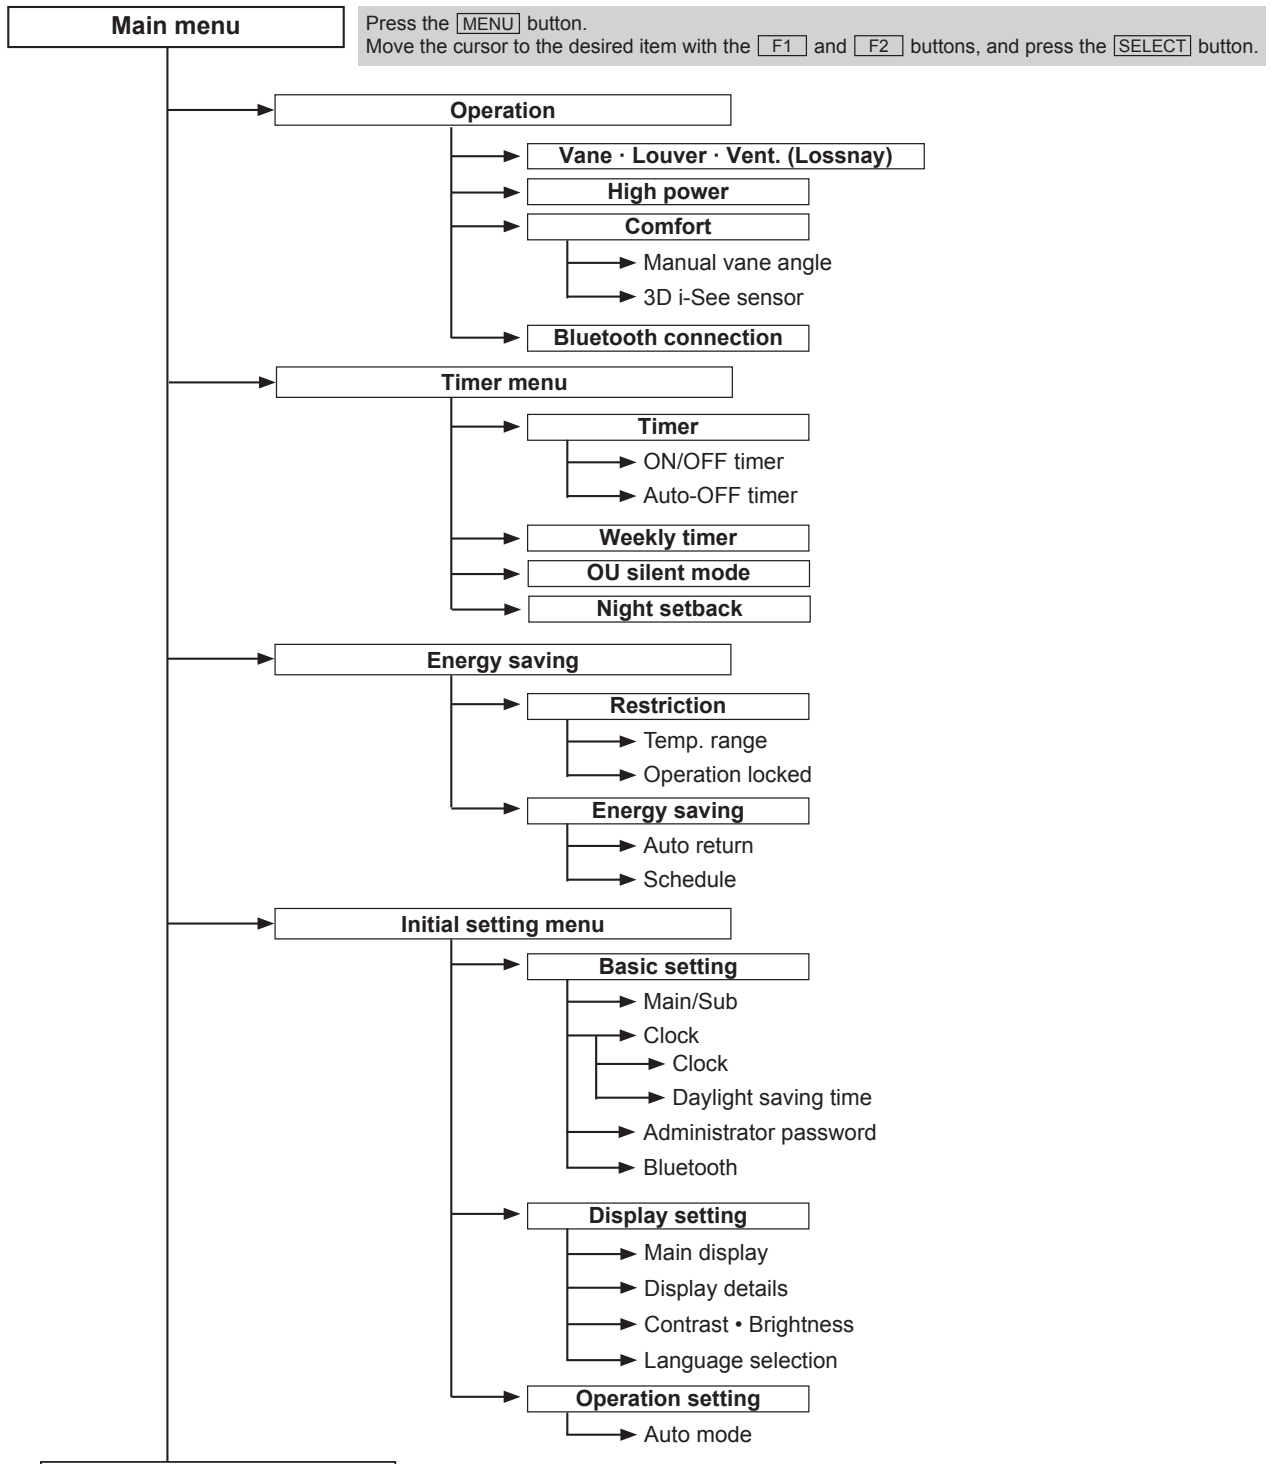 Main menu
Press the MENU button.
Move the cursor to the desired item with the F1 and F2 buttons, and press the SELECT button.
Operation
Vane · Louver · Vent. (Lossnay)
High power
Comfort
Manual vane angle
3D i-See sensor
Bluetooth connection
Timer menu
Timer
ON/OFF timer
Auto-OFF timer
Weekly timer
OU silent mode
Night setback
Energy saving
Restriction
Temp. range
Operation locked
Energy saving
Auto return
Schedule
Initial setting menu
Basic setting
Main/Sub
Clock
Clock
Daylight saving time
Administrator password
Bluetooth
Display setting
Main display
Display details
Contrast • Brightness
Language selection
Operation setting
Auto mode